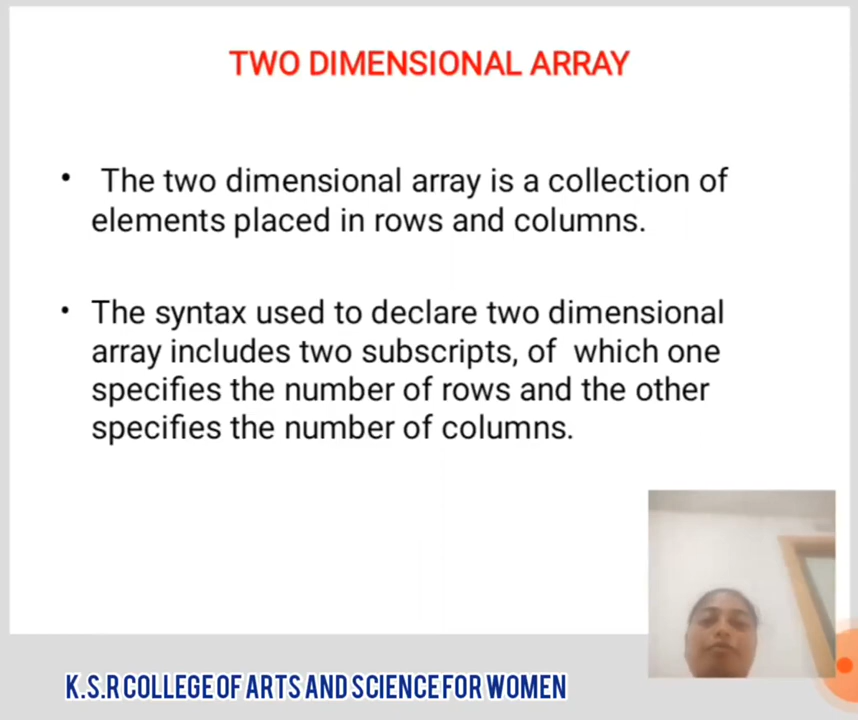 TWO DIMENSIONAL ARRAY
• The two dimensional array is a collection of
elements placed in rows and columns.
• The syntax used to declare two dimensional
array includes two subscripts, of which one
specifies the number of rows and the other
specifies the number of columns.
K.S.R COLLEGE OF ARTS AND SCIENCE FOR WOMEN